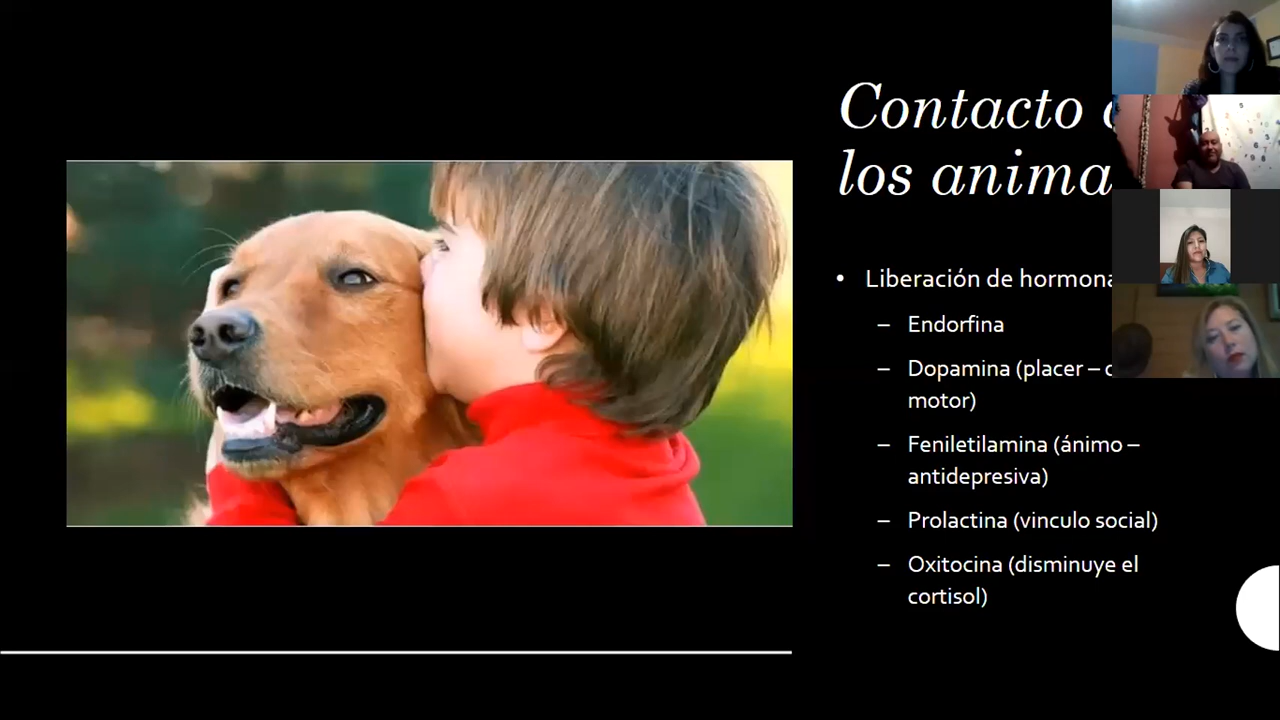 Contacto
los anima
• Liberación de hormona
– Endorfina
– Dopamina (placer –
motor)
– Feniletilamina (ánimo –
antidepresiva)
– Prolactina (vinculo social)
– Oxitocina (disminuye el
cortisol)